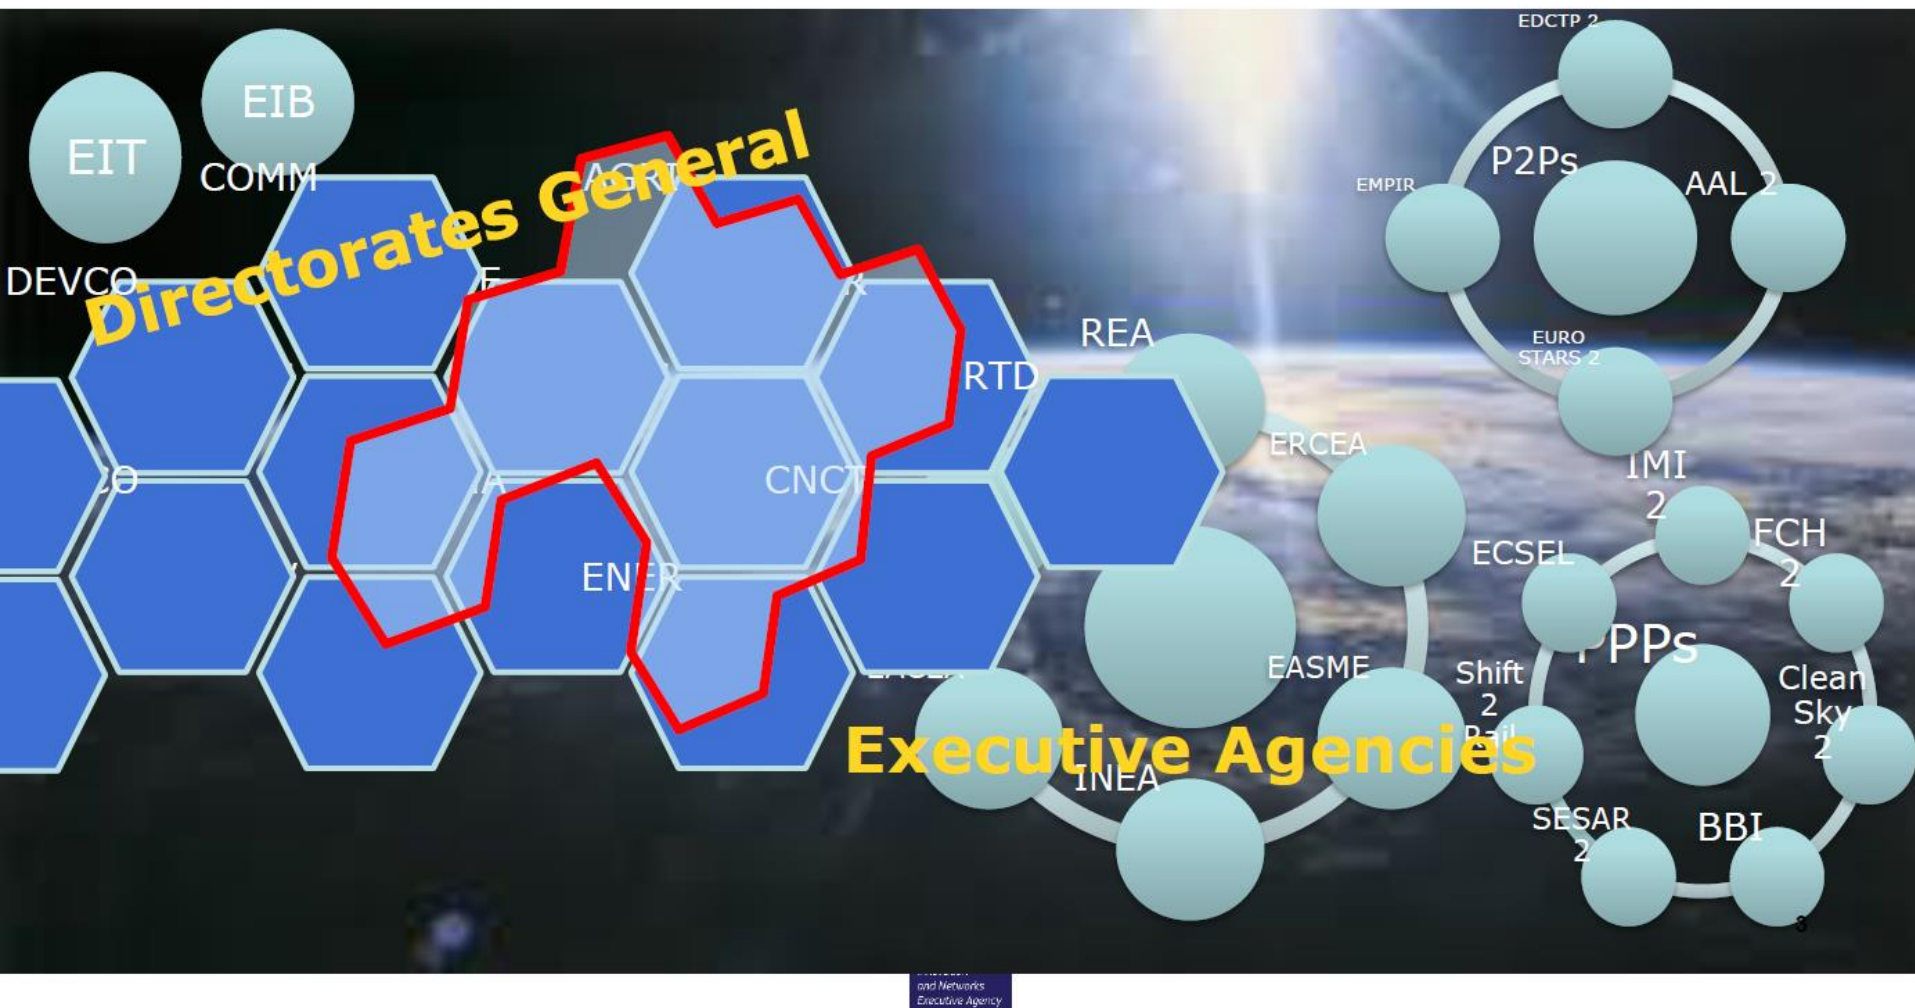 EDCTP 2
EIB
EIT
P2Ps
COMM
AGRI
AAL 2
EMPIR
Directorates General
DEVCO
REA
EURO
STARS 2
RTD
ERCEA
IMI
2
CNCT
FCH
2
ECSEL
ENER
PPPs
EASME
Shift
2
Rail
Clean
Sky
2
Executive Agencies
INEA
SESAR
2
BBI
3
and Networks
Executive Agency